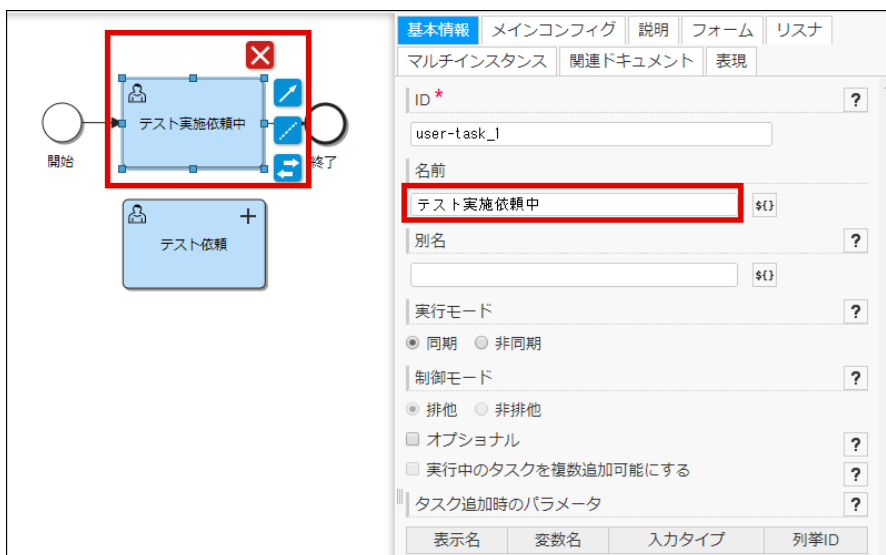 テスト実施依頼中
開始
終了
テスト依頼
基本情報 メインコンフィグ 説明 フォーム リスナ
マルチインスタンス 関連ドキュメント 表現
ID * ?
user-task_1
名前
テスト実施依頼中 ${}
別名 ?
${}
実行モード ?
同期 非同期
制御モード ?
排他 非排他
オプショナル ?
実行中のタスクを複数追加可能にする ?
タスク追加時のパラメータ ?
表示名 変数名 入力タイプ 列挙ID